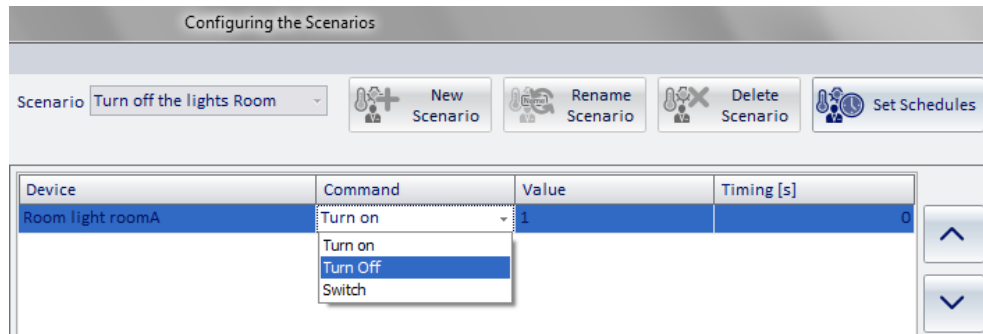 Configuring the Scenarios
Scenario Turn off the lights Room
New Scenario
Rename Scenario
Delete Scenario
Set Schedules
Device Command Value Timing [s]
Room light roomA Turn on 1 0
Turn on
Turn Off
Switch